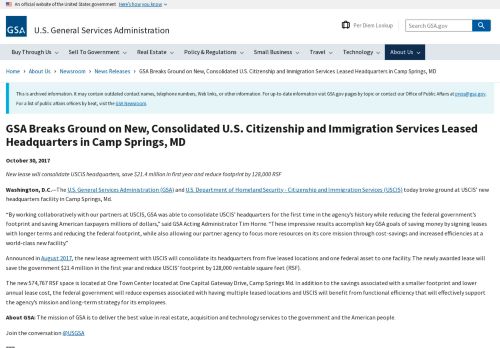 An official website of the United States government Here's how you know
GSA U.S. General Services Administration
Per Diem Lookup
Search GSA.gov
Buy Through Us Sell To Government Real Estate Policy & Regulations Small Business Travel Technology About Us
Home › About Us › Newsroom › News Releases › GSA Breaks Ground on New, Consolidated U.S. Citizenship and Immigration Services Leased Headquarters in Camp Springs, MD
This is archived information. It may contain outdated contact names, telephone numbers, Web links, or other information. For up-to-date information visit GSA.gov pages by topic or contact our Office of Public Affairs at press@gsa.gov.
For a list of public affairs officers by beat, visit the GSA Newsroom.
GSA Breaks Ground on New, Consolidated U.S. Citizenship and Immigration Services Leased
Headquarters in Camp Springs, MD
October 30, 2017
New lease will consolidate USCIS headquarters, save $21.4 million in first year and reduce footprint by 128,000 RSF
Washington, D.C.—The U.S. General Services Administration (GSA) and U.S. Department of Homeland Security - Citizenship and Immigration Services (USCIS) today broke ground at USCIS' new
headquarters facility in Camp Springs, Md.
“By working collaboratively with our partners at USCIS, GSA was able to consolidate USCIS' headquarters for the first time in the agency's history while reducing the federal government's
footprint and saving American taxpayers millions of dollars,” said GSA Acting Administrator Tim Horne. “These impressive results accomplish key GSA goals of saving money by signing leases
with longer terms and reducing the federal footprint, while also allowing our partner agency to focus more resources on its core mission through cost-savings and increased efficiencies at a
world-class new facility”
Announced in August 2017, the new lease agreement with USCIS will consolidate its headquarters from five leased locations and one federal asset to one facility. The newly awarded lease will
save the government $21.4 million in the first year and reduce USCIS' footprint by 128,000 rentable square feet (RSF).
The new 574,767 RSF space is located at One Town Center located at One Capital Gateway Drive, Camp Springs Md. In addition to the savings associated with a smaller footprint and lower
annual lease cost, the federal government will reduce expenses associated with having multiple leased locations and USCIS will benefit from functional efficiency that will effectively support
the agency's mission and long-term strategy for its employees.
About GSA: The mission of GSA is to deliver the best value in real estate, acquisition and technology services to the government and the American people.
Join the conversation @USGSA